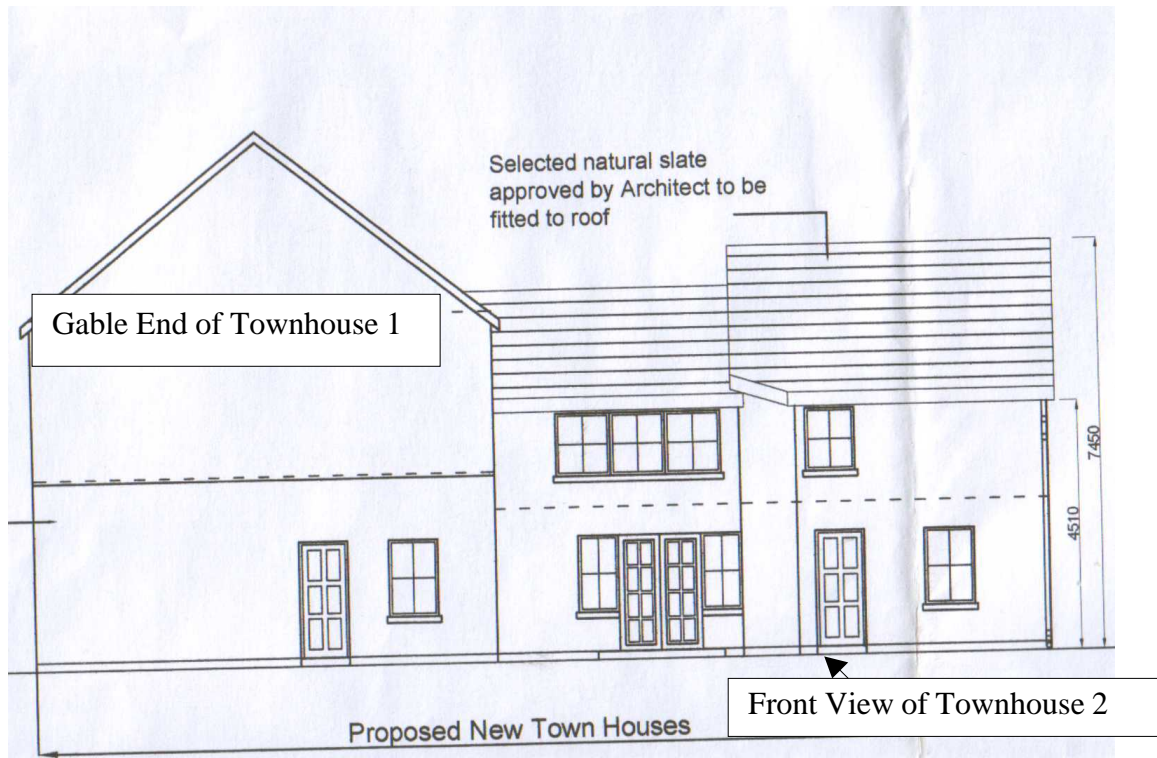 Selected natural slate
approved by Architect to be
fitted to roof
Gable End of Townhouse 1
7450
4510
Front View of Townhouse 2
Proposed New Town Houses